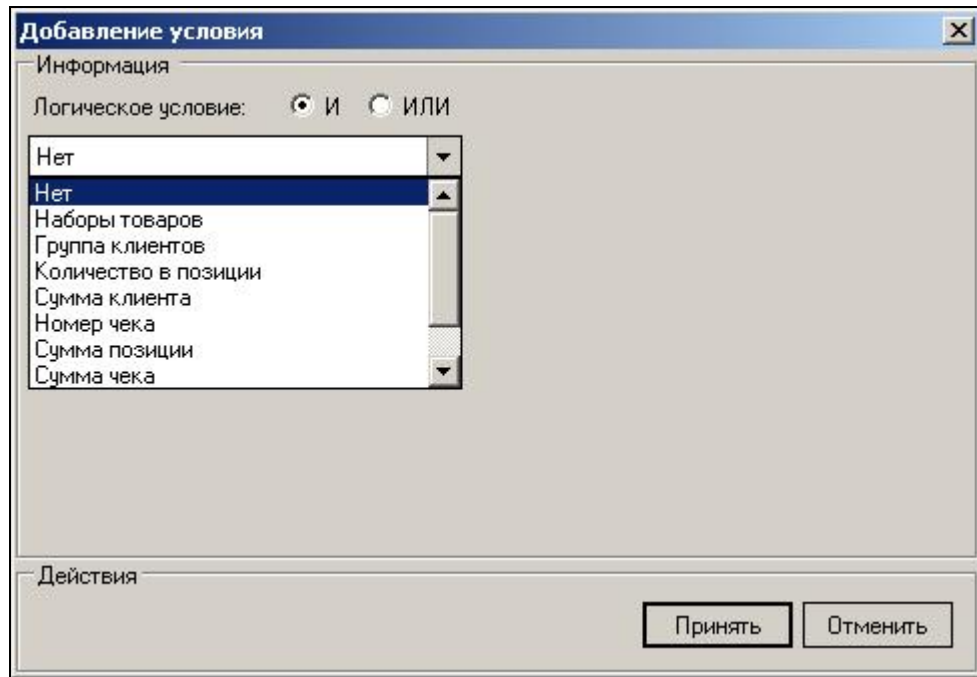 Добавление условия
Информация
Логическое условие: И ИЛИ
Нет
Нет
Наборы товаров
Группа клиентов
Количество в позиции
Сумма клиента
Номер чека
Сумма позиции
Сумма чека
Действия
Принять Отменить